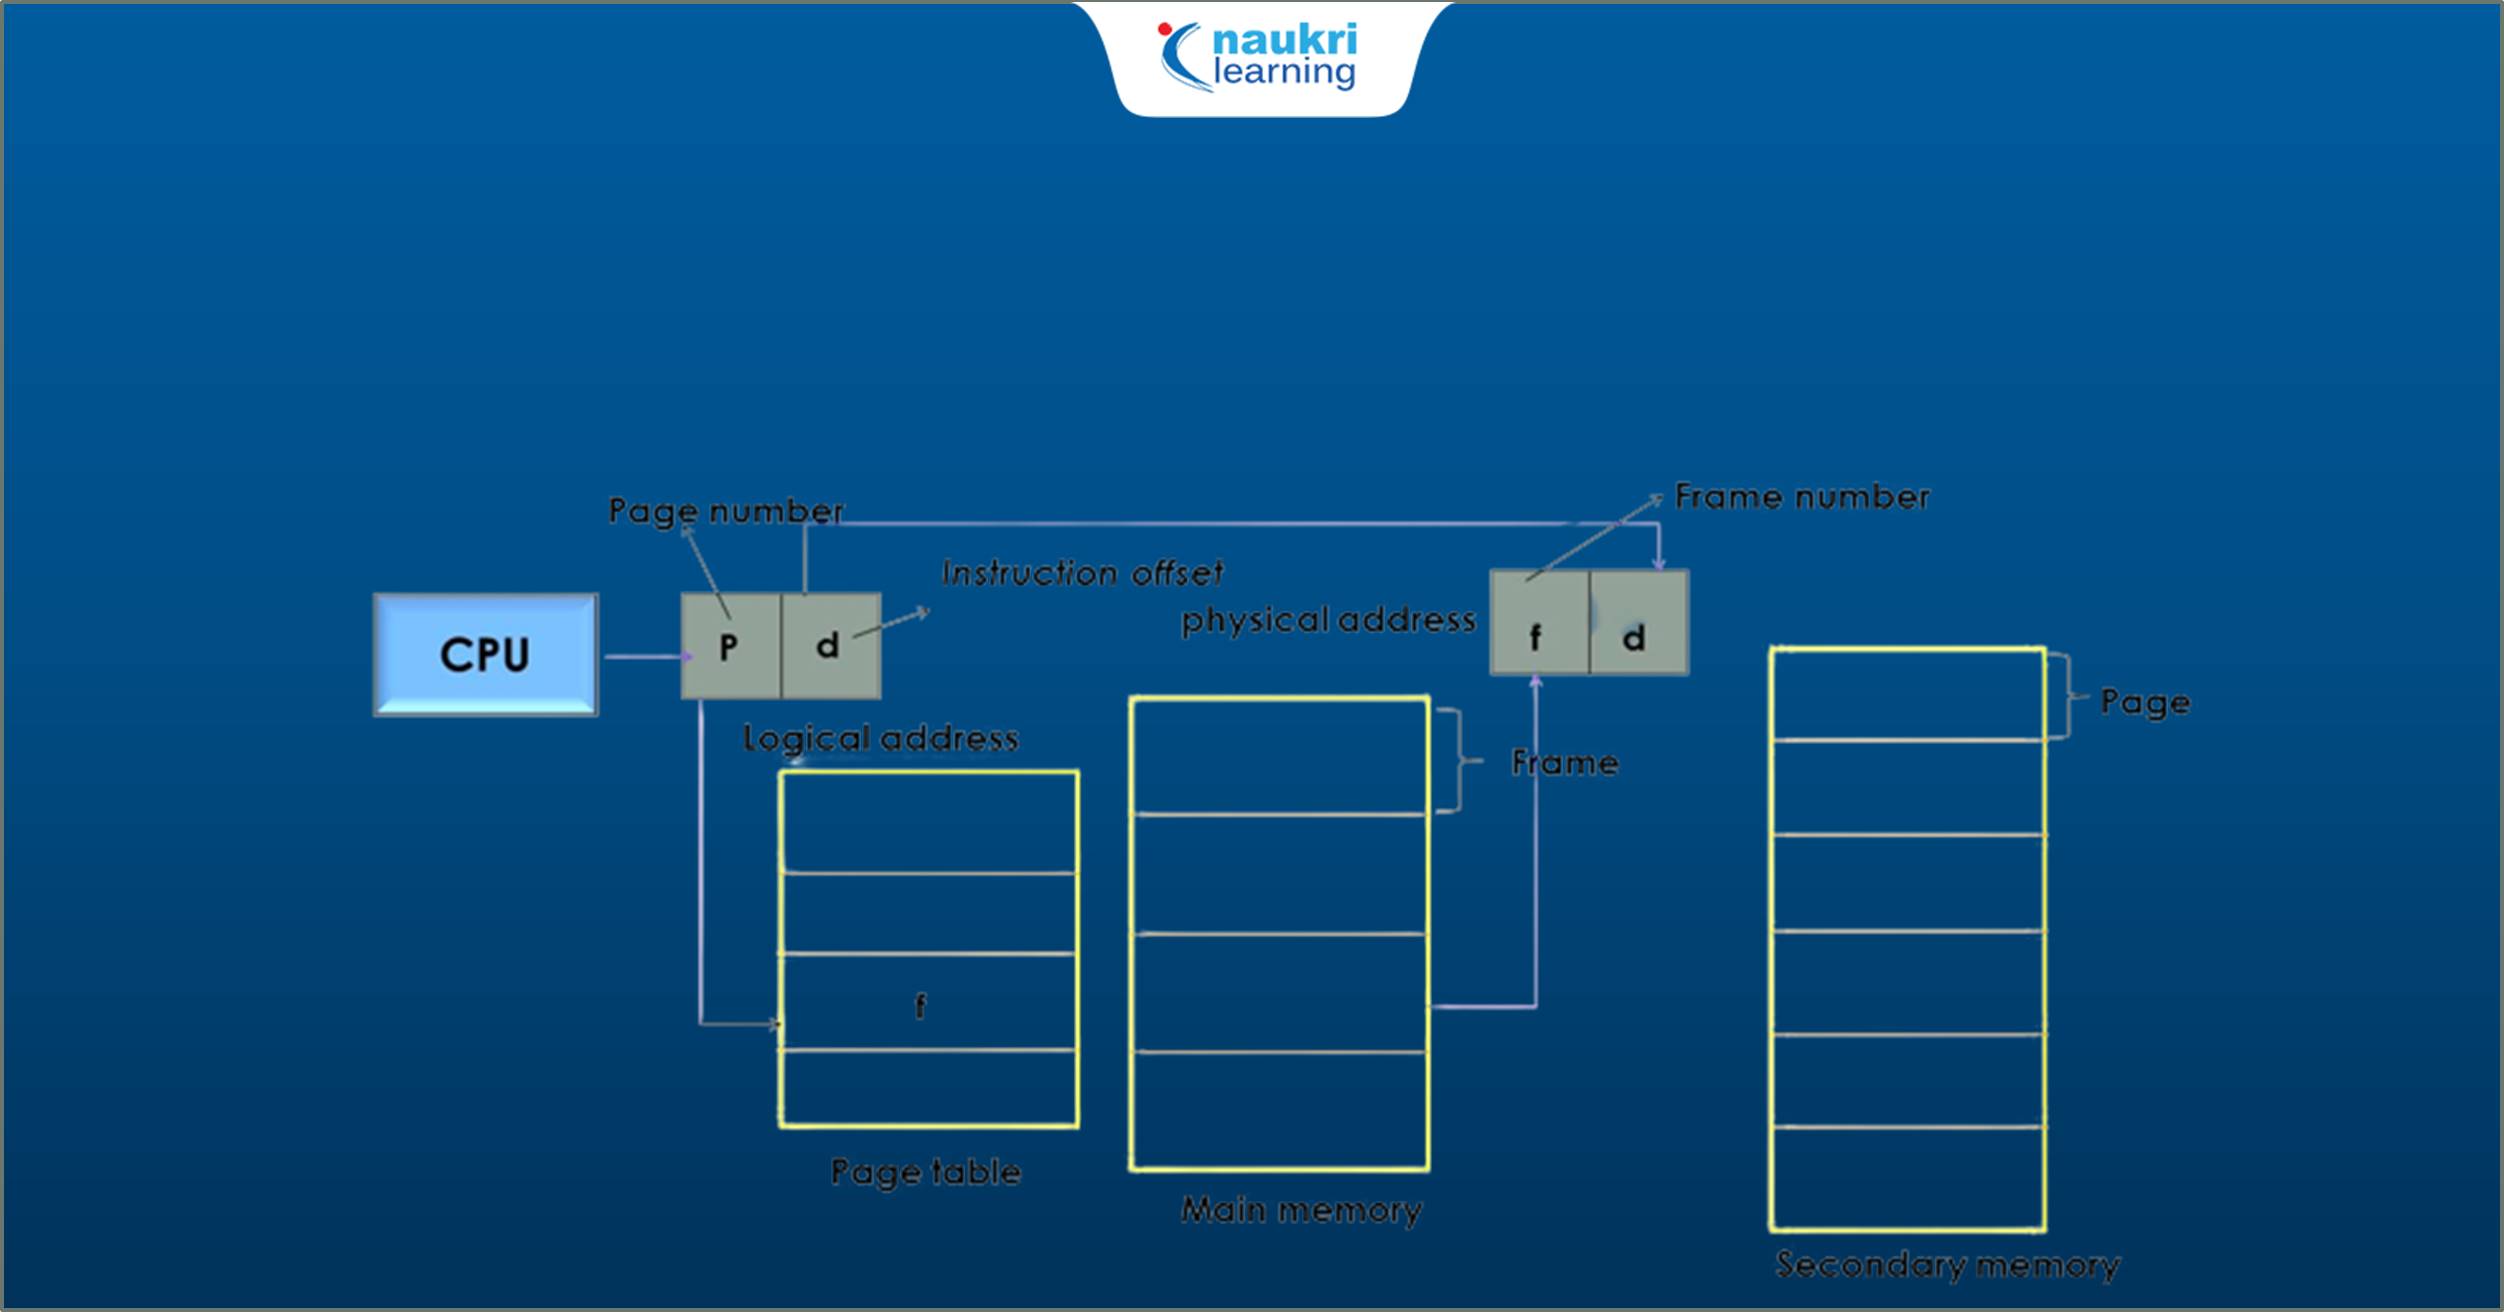 naukri
learning
Page number
Frame number
Instruction offset
physical address
CPU
P
d
f
d
Logical address
Page
Frame
f
Page table
Main memory
Secondary memory